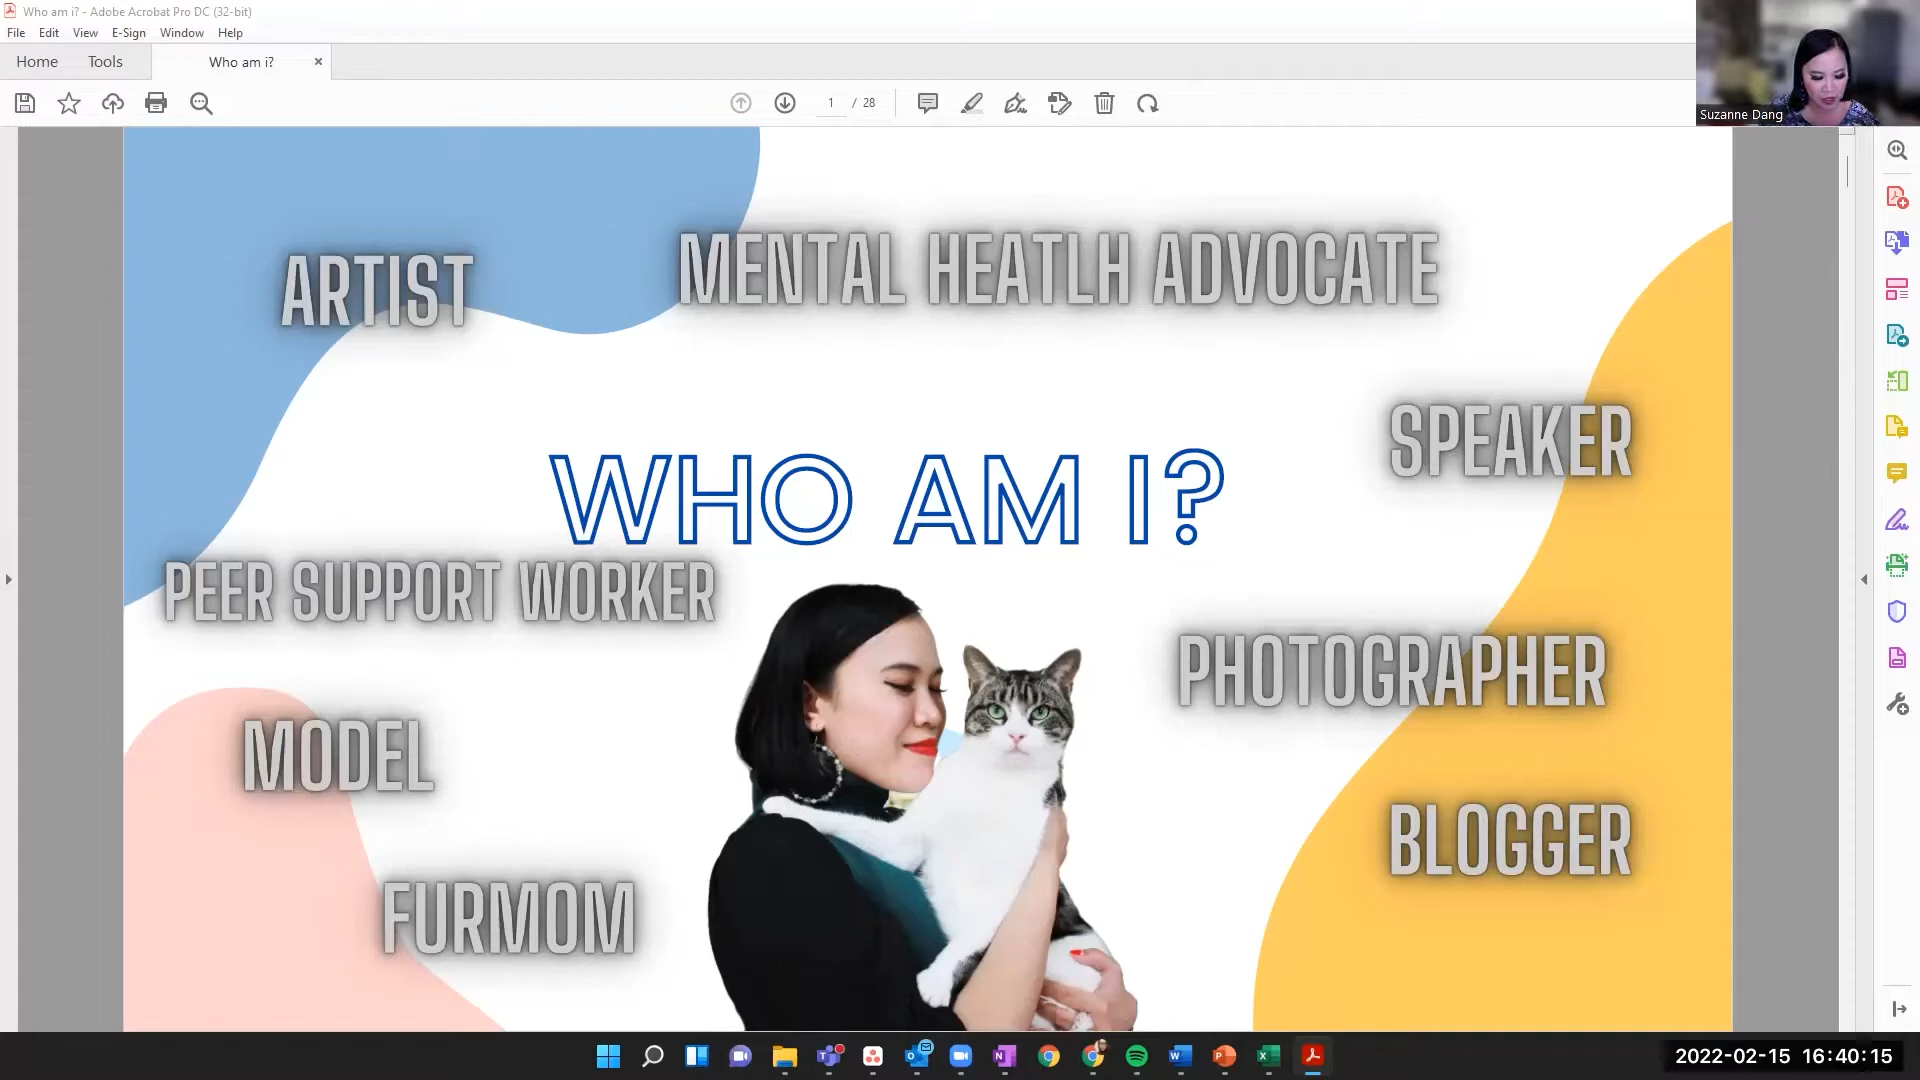 Who am i? - Adobe Acrobat Pro DC (32-bit)
File Edit View E-Sign Window Help
Home Tools Who am i? ×
1 / 28
Suzanne Dang
ARTIST
MENTAL HEATLH ADVOCATE
SPEAKER
WHO AM I?
PEER SUPPORT WORKER
PHOTOGRAPHER
MODEL
BLOGGER
FURMOM
2022-02-15 16:40:15